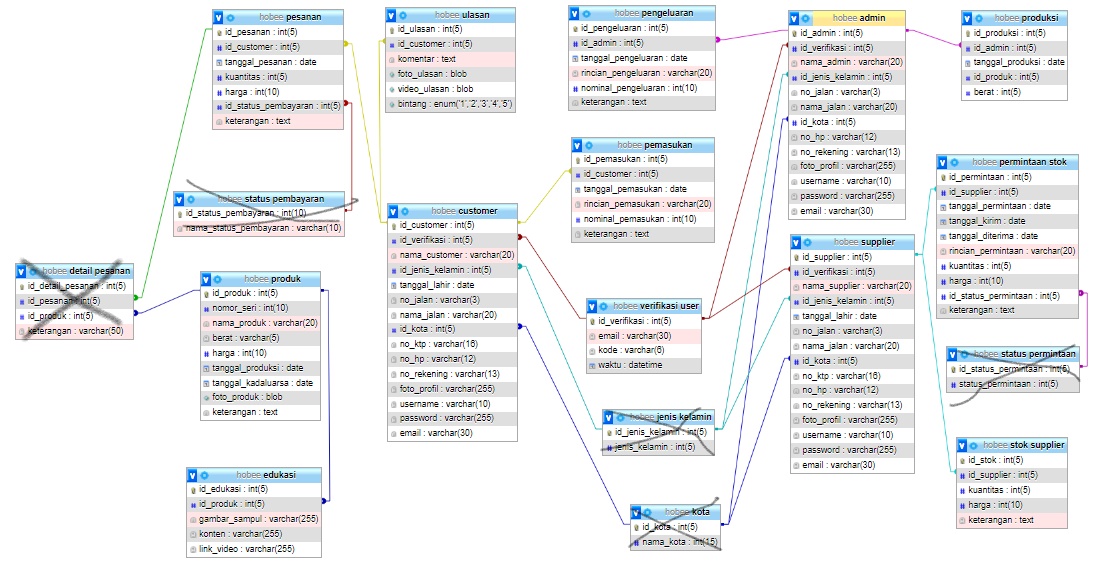 hobee pesanan
id_pesanan : int(5)
id_customer : int(5)
tanggal_pesanan : date
kuantitas : int(5)
harga : int(10)
id_status_pembayaran : int(5)
keterangan : text
hobee ulasan
id_ulasan : int(5)
id_customer : int(5)
komentar : text
foto_ulasan : blob
video_ulasan : blob
bintang : enum('1','2','3','4','5')
hobee pengeluaran
id_pengeluaran : int(5)
id_admin : int(5)
tanggal_pengeluaran : date
rincian_pengeluaran : varchar(20)
nominal_pengeluaran : int(10)
keterangan : text
hobee admin
id_admin : int(5)
id_verifikasi : int(5)
nama_admin : varchar(20)
id_jenis_kelamin : int(5)
no_jalan : varchar(3)
nama_jalan : varchar(20)
id_kota : int(5)
no_hp : varchar(12)
no_rekening : varchar(13)
foto_profil : varchar(255)
username : varchar(10)
password : varchar(255)
email : varchar(30)
hobee produksi
id_produksi : int(5)
id_admin : int(5)
tanggal_produksi : date
id_produk : int(5)
berat : int(5)
hobee pemasukan
id_pemasukan : int(5)
id_customer : int(5)
tanggal_pemasukan : date
rincian_pemasukan : varchar(20)
nominal_pemasukan : int(10)
keterangan : text
hobee permintaan stok
id_permintaan : int(5)
id_supplier : int(5)
tanggal_permintaan : date
tanggal_kirim : date
tanggal_diterima : date
rincian_permintaan : varchar(20)
kuantitas : int(5)
harga : int(10)
id_status_permintaan : int(5)
keterangan : text
hobee status pembayaran
id_status_pembayaran : int(10)
nama_status_pembayaran : varchar(10)
hobee customer
id_customer : int(5)
id_verifikasi : int(5)
nama_customer : varchar(20)
id_jenis_kelamin : int(5)
tanggal_lahir : date
no_jalan : varchar(3)
nama_jalan : varchar(20)
id_kota : int(5)
no_ktp : varchar(16)
no_hp : varchar(12)
no_rekening : varchar(13)
foto_profil : varchar(255)
username : varchar(10)
password : varchar(255)
email : varchar(30)
hobee supplier
id_supplier : int(5)
id_verifikasi : int(5)
nama_supplier : varchar(20)
id_jenis_kelamin : int(5)
tanggal_lahir : date
no_jalan : varchar(3)
nama_jalan : varchar(20)
id_kota : int(5)
no_ktp : varchar(16)
no_hp : varchar(12)
no_rekening : varchar(13)
foto_profil : varchar(255)
username : varchar(10)
password : varchar(255)
email : varchar(30)
hobee detail pesanan
id_detail_pesanan : int(5)
id_pesanan : int(5)
id_produk : int(5)
keterangan : varchar(50)
hobee produk
id_produk : int(5)
nomor_seri : int(10)
nama_produk : varchar(20)
berat : varchar(5)
harga : int(10)
tanggal_produksi : date
tanggal_kadaluarsa : date
foto_produk : blob
keterangan : text
hobee verifikasi user
id_verifikasi : int(5)
email : varchar(30)
kode : varchar(6)
waktu : datetime
hobee status permintaan
id_status_permintaan : int(5)
status_permintaan : int(5)
hobee jenis kelamin
id_jenis_kelamin : int(5)
jenis_kelamin : int(5)
hobee stok supplier
id_stok : int(5)
id_supplier : int(5)
kuantitas : int(5)
harga : int(10)
keterangan : text
hobee edukasi
id_edukasi : int(5)
id_produk : int(5)
gambar_sampul : varchar(255)
konten : varchar(255)
link_video : varchar(255)
hobee kota
id_kota : int(5)
nama_kota : int(15)